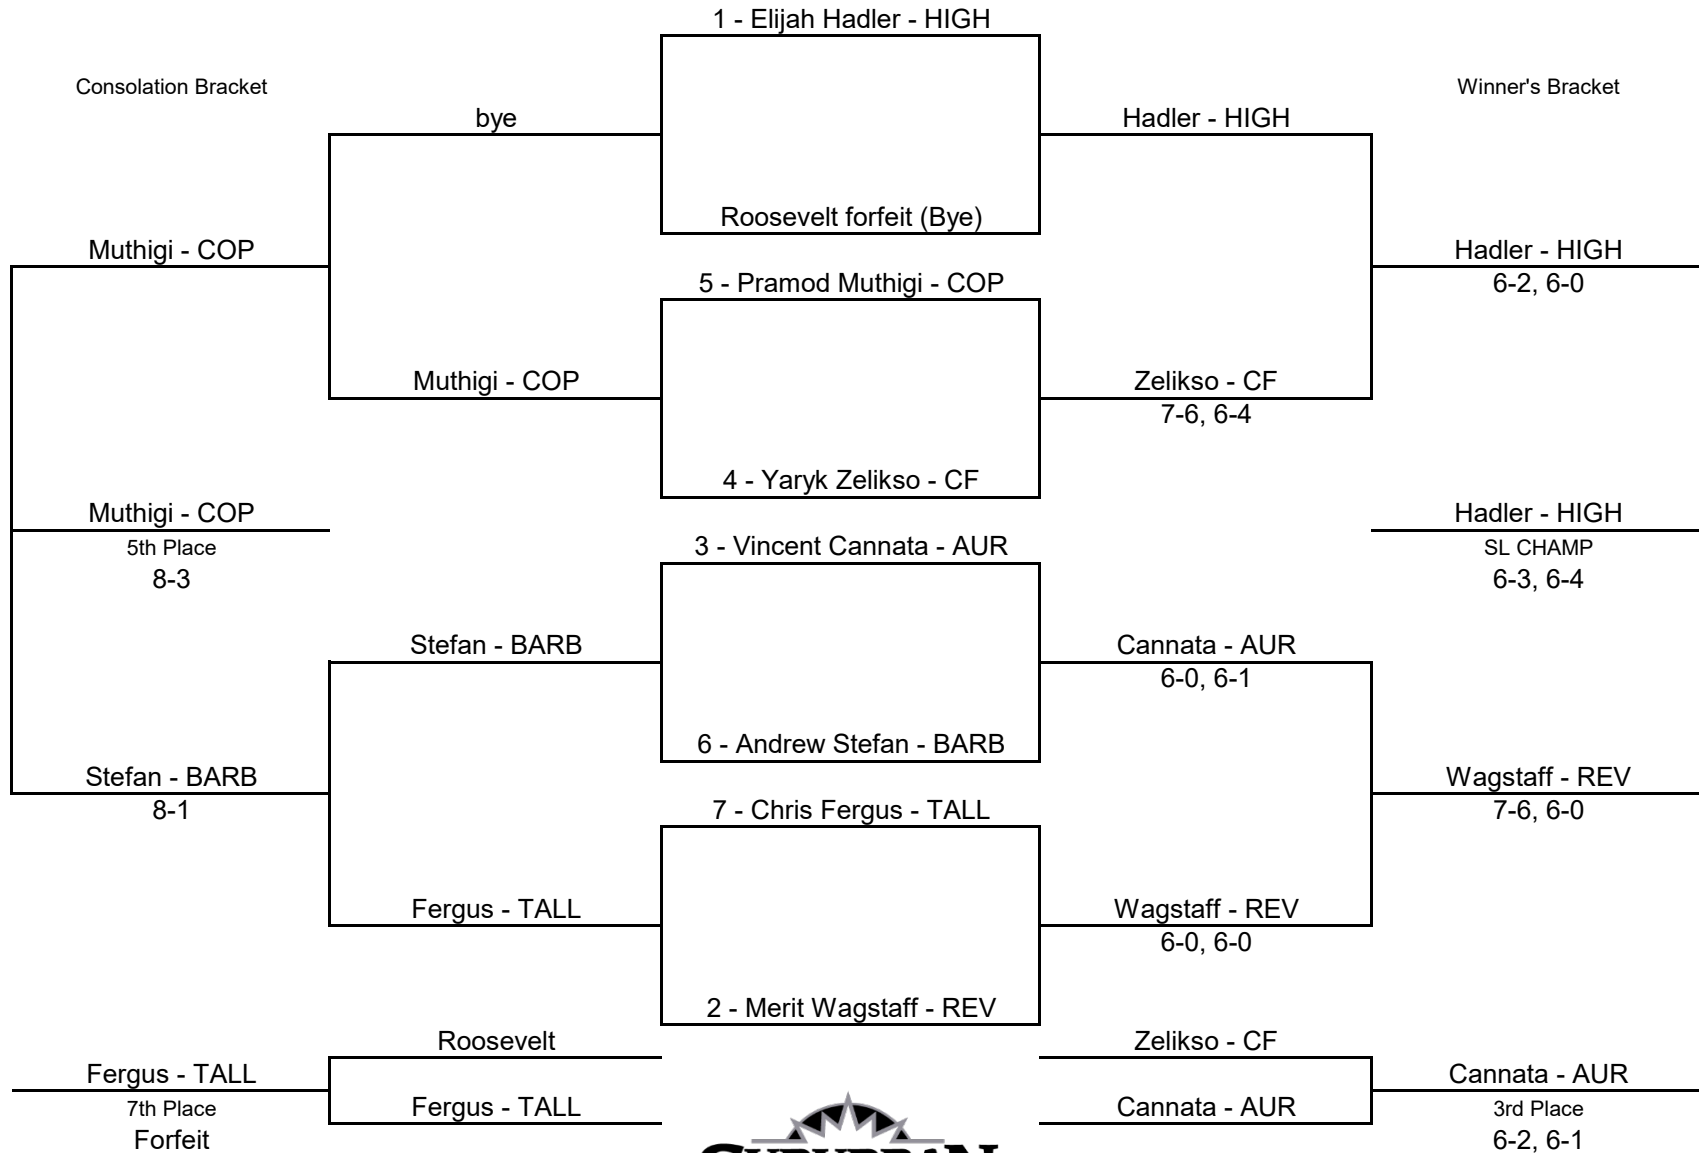 1 - Elijah Hadler - HIGH
Consolation Bracket
Winner's Bracket
bye
Hadler - HIGH
Roosevelt forfeit (Bye)
Muthigi - COP
Hadler - HIGH
6-2, 6-0
5 - Pramod Muthigi - COP
Muthigi - COP
Zelikso - CF
7-6, 6-4
4 - Yaryk Zelikso - CF
Muthigi - COP
5th Place
8-3
Hadler - HIGH
SL CHAMP
6-3, 6-4
3 - Vincent Cannata - AUR
Stefan - BARB
Cannata - AUR
6-0, 6-1
6 - Andrew Stefan - BARB
Stefan - BARB
8-1
Wagstaff - REV
7-6, 6-0
7 - Chris Fergus - TALL
Fergus - TALL
Wagstaff - REV
6-0, 6-0
2 - Merit Wagstaff - REV
Roosevelt
Zelikso - CF
Fergus - TALL
7th Place
Forfeit
Fergus - TALL
Cannata - AUR
Cannata - AUR
3rd Place
6-2, 6-1
SUBURBAN